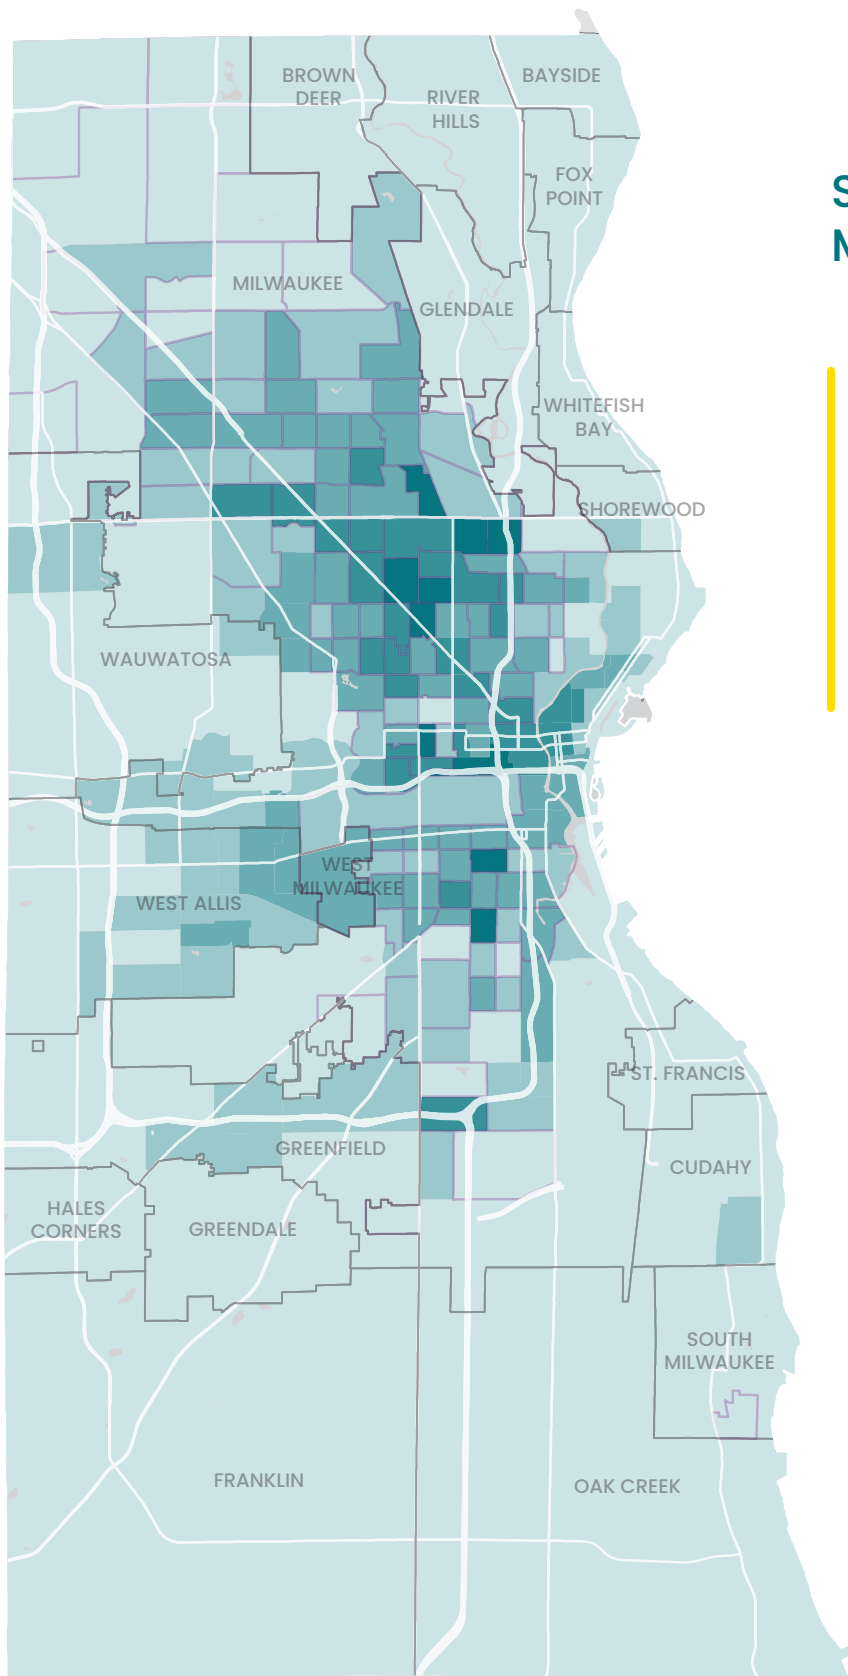 BROWN
DEER
BAYSIDE
RIVER
HILLS
FOX
POINT
S
M
MILWAUKEE
GLENDALE
WHITEFISH
BAY
SHOREWOOD
WAUWATOSA
WEST
MILWAUKEE
WEST ALLIS
ST. FRANCIS
GREENFIELD
CUDAHY
HALES
CORNERS
GREENDALE
SOUTH
MILWAUKEE
FRANKLIN
OAK CREEK